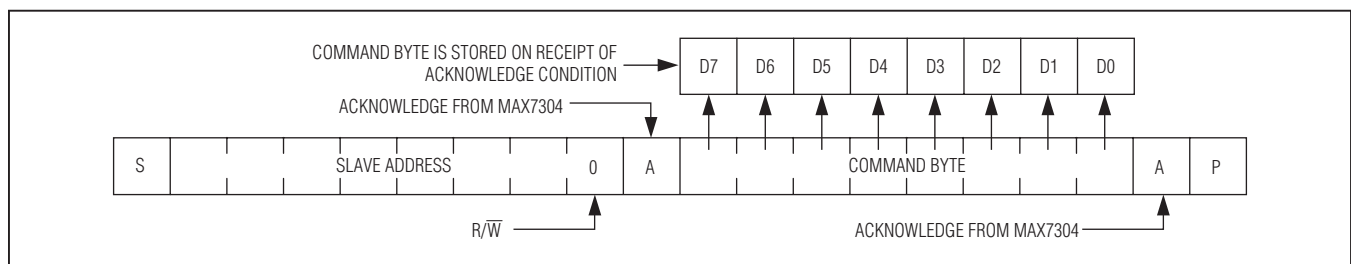 COMMAND BYTE IS STORED ON RECEIPT OF
ACKNOWLEDGE CONDITION
D7 D6 D5 D4 D3 D2 D1 D0
ACKNOWLEDGE FROM MAX7304
S SLAVE ADDRESS 0 A COMMAND BYTE A P
R/W̅ ACKNOWLEDGE FROM MAX7304